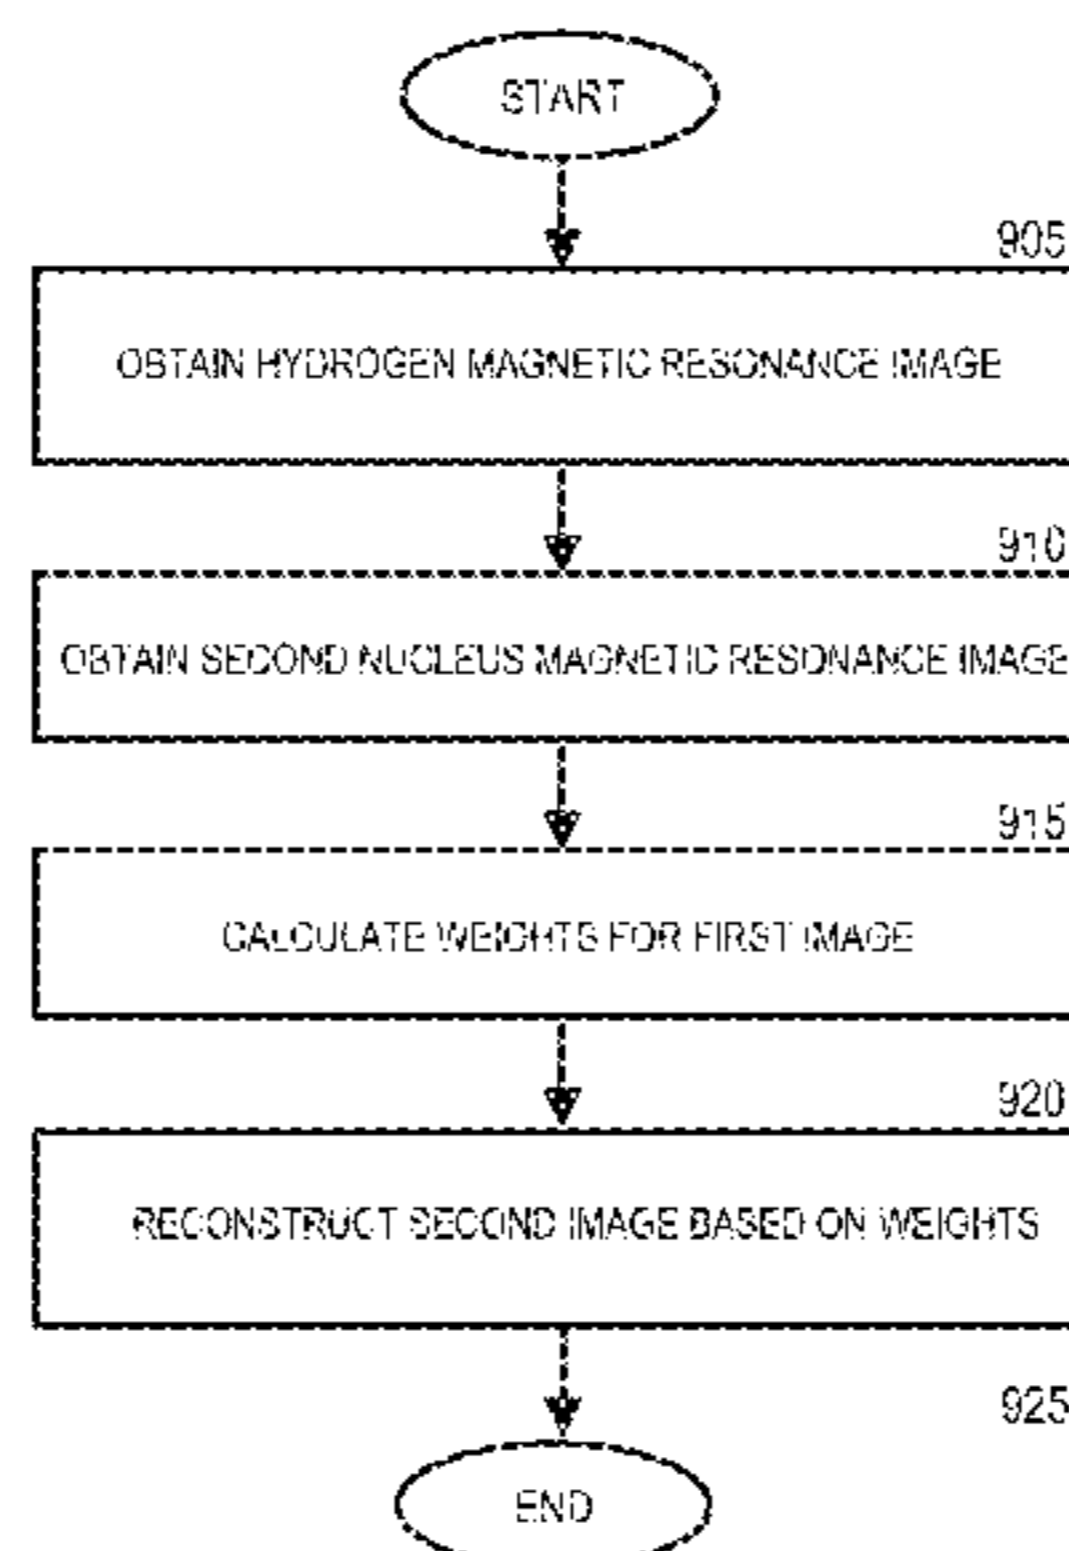 START
905
OBTAIN HYDROGEN MAGNETIC RESONANCE IMAGE
910
OBTAIN SECOND NUCLEUS MAGNETIC RESONANCE IMAGE
915
CALCULATE WEIGHTS FOR FIRST IMAGE
920
RECONSTRUCT SECOND IMAGE BASED ON WEIGHTS
925
END